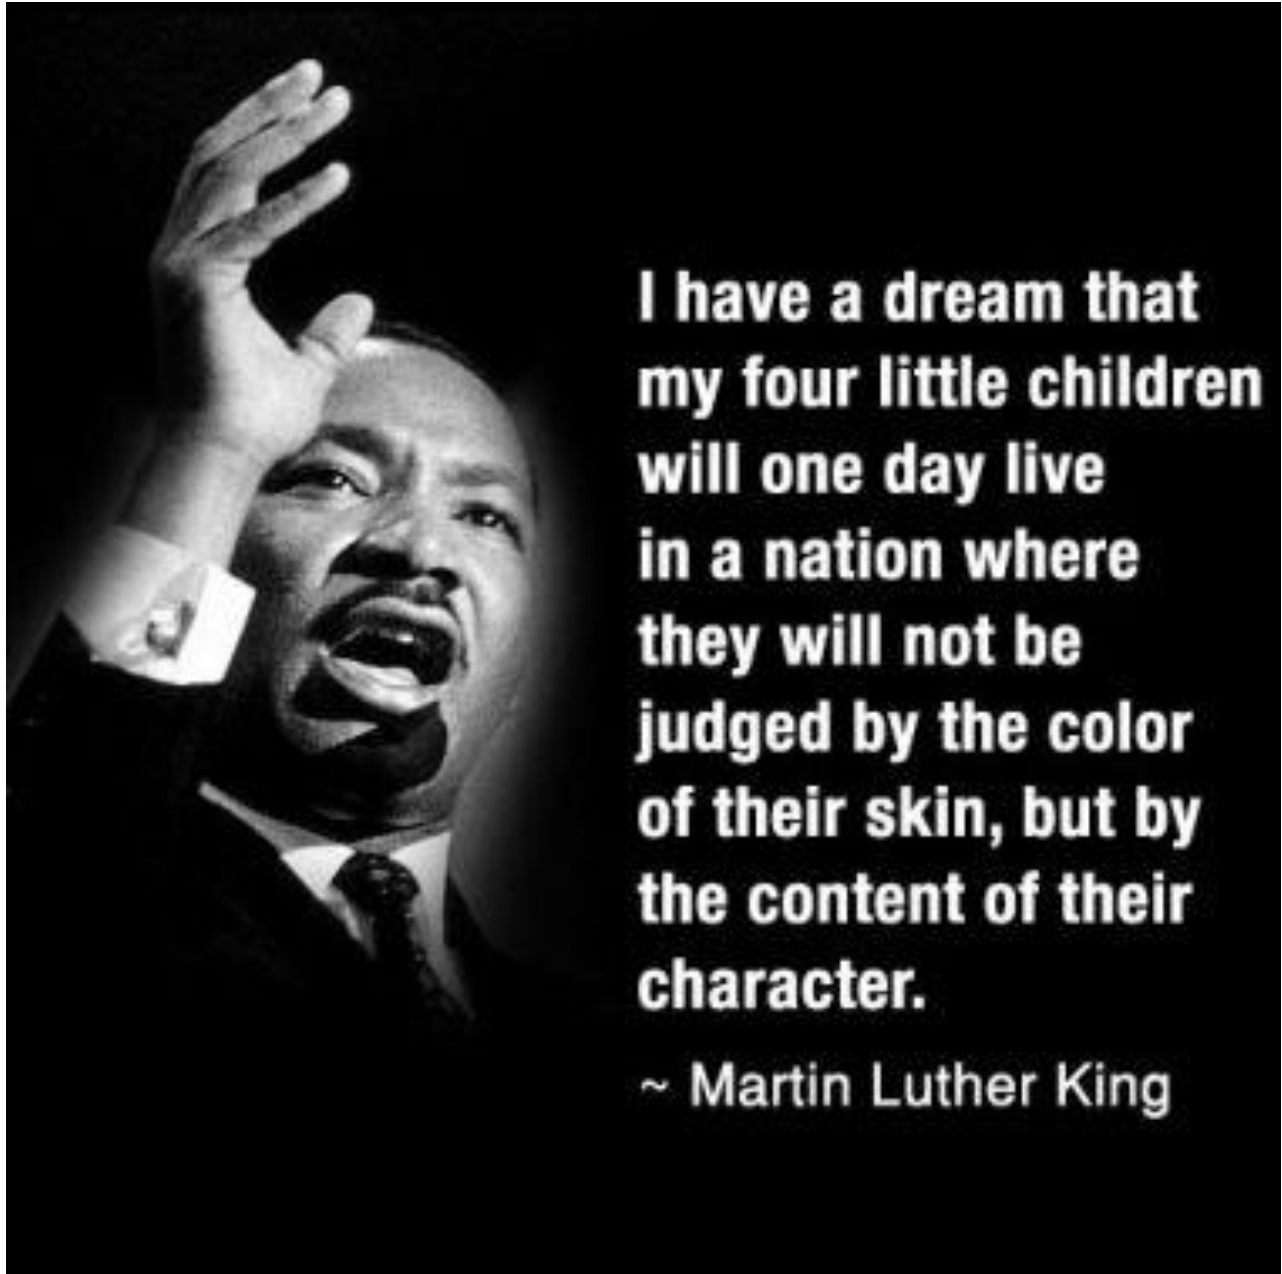 I have a dream that
my four little children
will one day live
in a nation where
they will not be
judged by the color
of their skin, but by
the content of their
character.
~ Martin Luther King